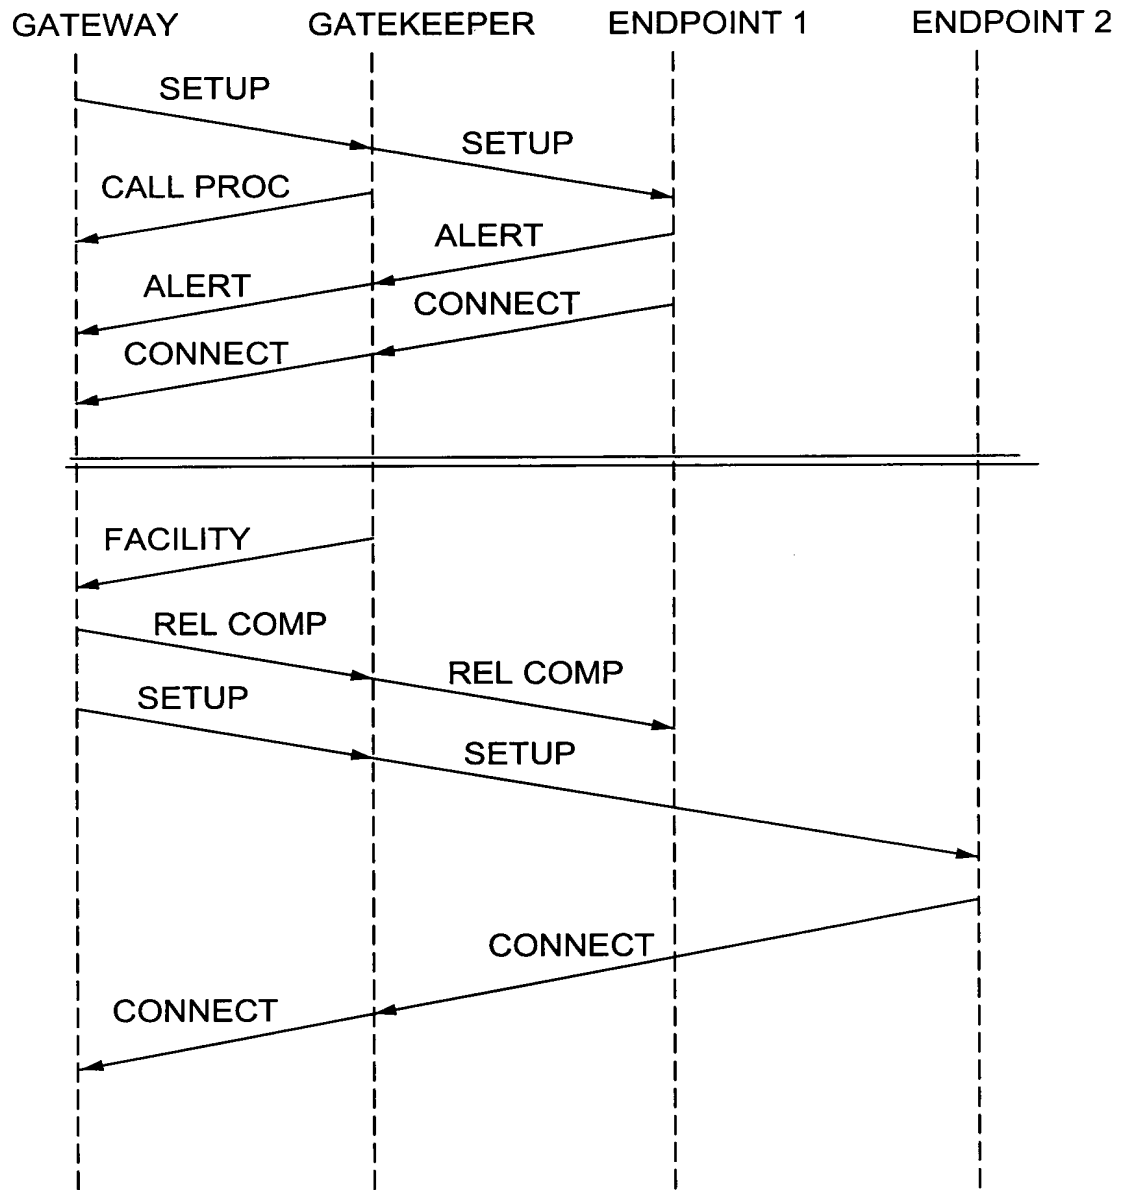 GATEWAY GATEKEEPER ENDPOINT 1 ENDPOINT 2
SETUP
SETUP
CALL PROC
ALERT
ALERT
CONNECT
CONNECT
FACILITY
REL COMP
REL COMP
SETUP
SETUP
CONNECT
CONNECT